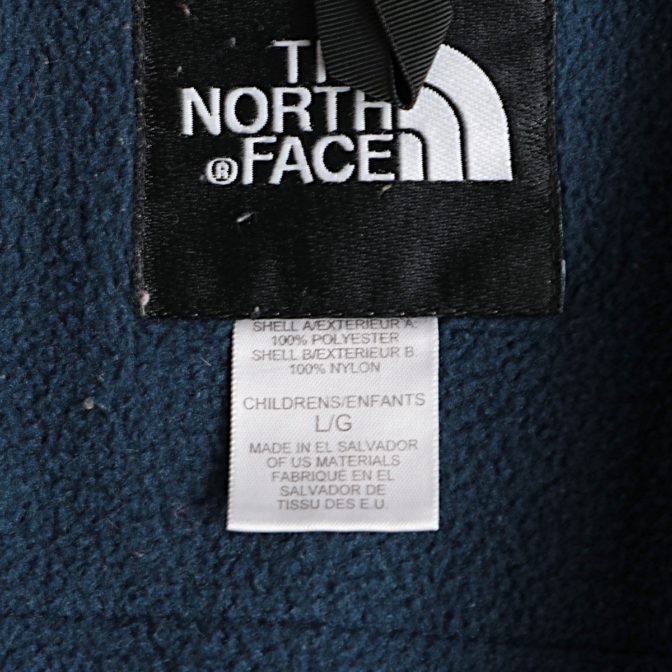 NORTH
® FACE
SHELL A/EXTERIEUR A:
100% POLYESTER
SHELL B/EXTERIEUR B:
100% NYLON
CHILDRENS/ENFANTS
L/G
MADE IN EL SALVADOR
OF US MATERIALS
FABRIQUE EN EL
SALVADOR DE
TISSU DES E.U.